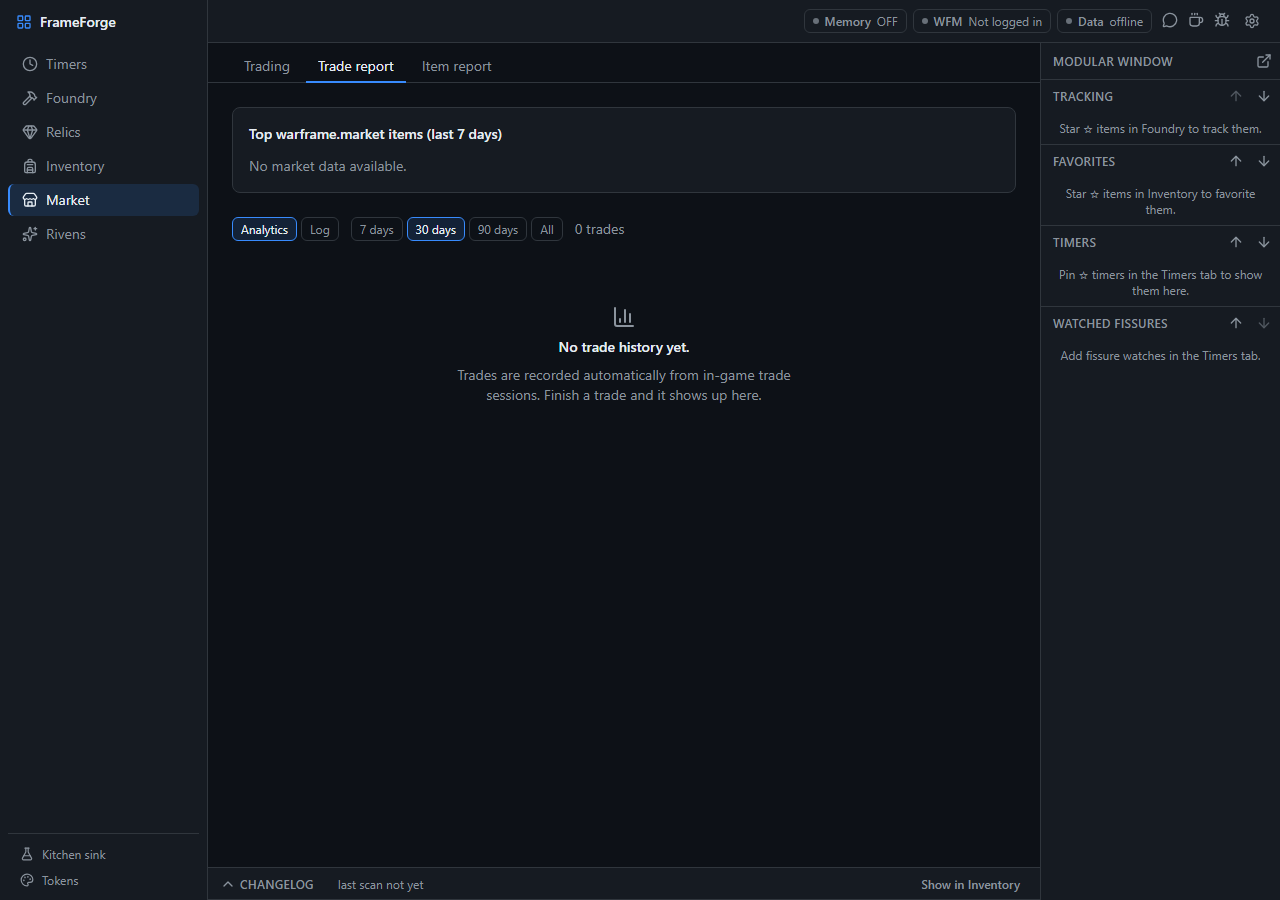 FrameForge
Memory OFF
WFM Not logged in
Data offline
Timers
Foundry
Relics
Inventory
Market
Rivens
Kitchen sink
Tokens
Trading
Trade report
Item report
Top warframe.market items (last 7 days)
No market data available.
Analytics
Log
7 days
30 days
90 days
All
0 trades
No trade history yet.
Trades are recorded automatically from in-game trade
sessions. Finish a trade and it shows up here.
CHANGELOG
last scan not yet
Show in Inventory
MODULAR WINDOW
TRACKING
Star ☆ items in Foundry to track them.
FAVORITES
Star ☆ items in Inventory to favorite
them.
TIMERS
Pin ☆ timers in the Timers tab to show
them here.
WATCHED FISSURES
Add fissure watches in the Timers tab.